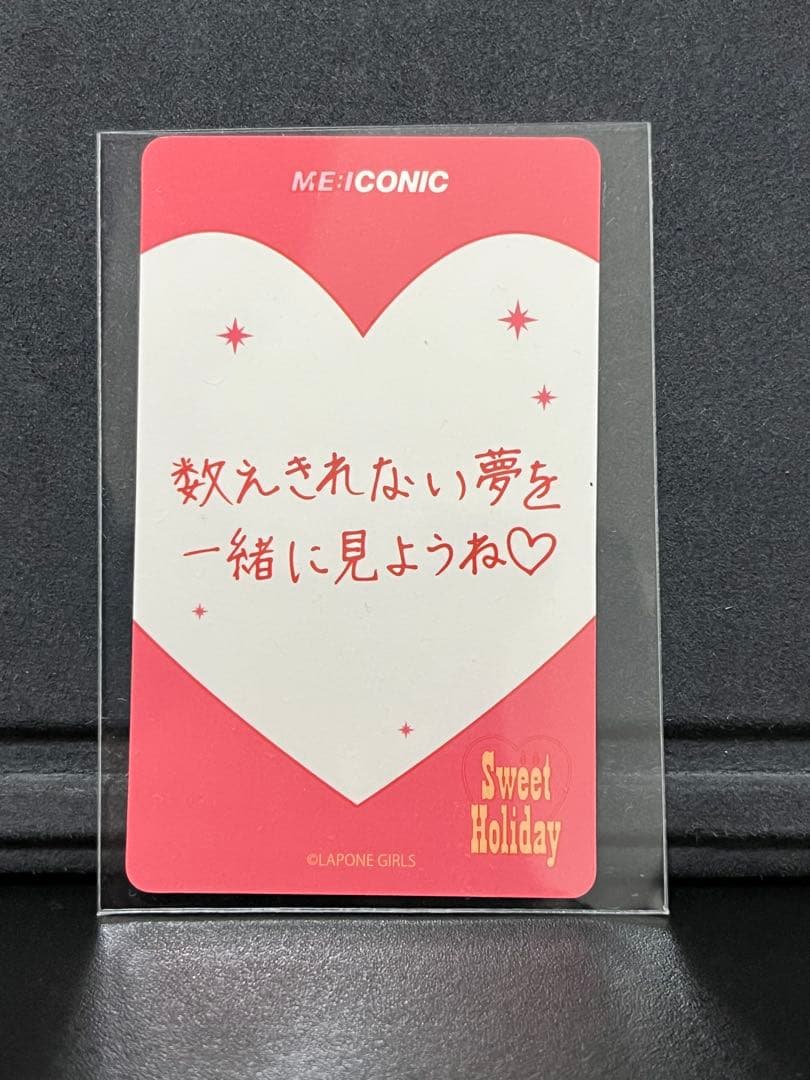 ME:ICONIC
数えきれない夢を
一緒に見ようね♡
Sweet
Holiday
©LAPONE GIRLS